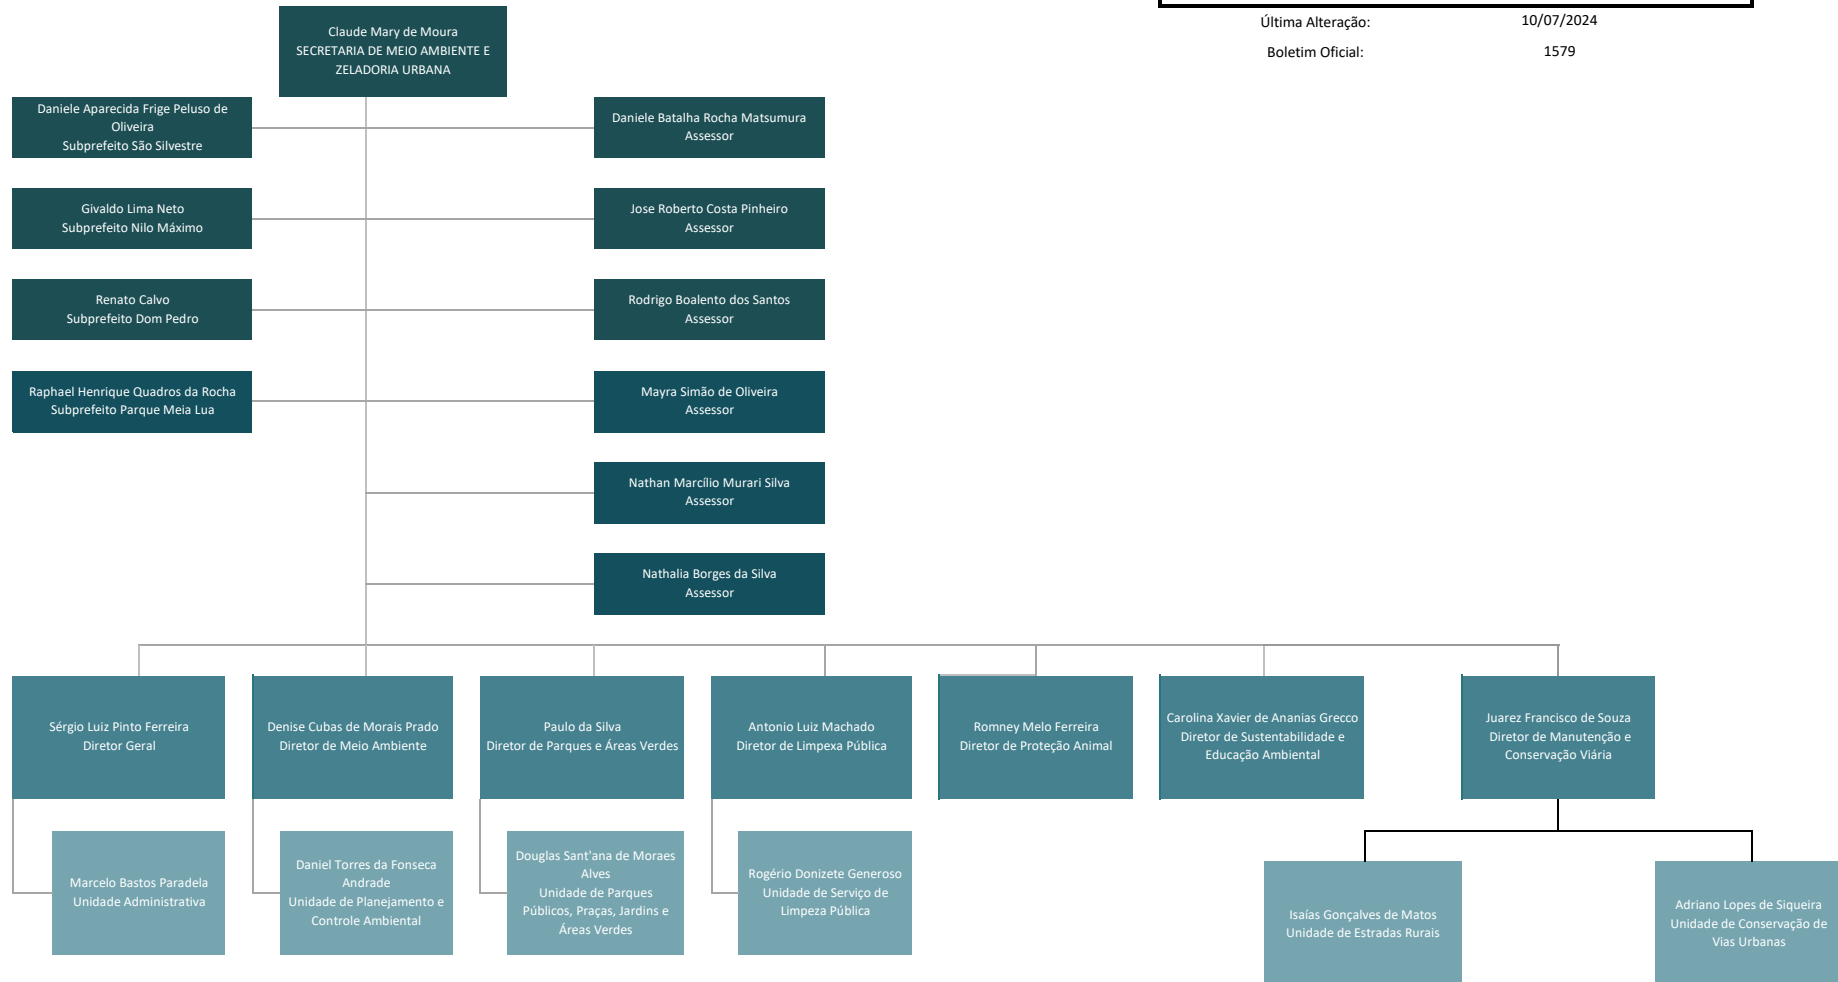 Última Alteração: 10/07/2024
Boletim Oficial: 1579
Claude Mary de Moura
SECRETARIA DE MEIO AMBIENTE E
ZELADORIA URBANA
Daniele Aparecida Frige Peluso de
Oliveira
Subprefeito São Silvestre
Daniele Batalha Rocha Matsumura
Assessor
Givaldo Lima Neto
Subprefeito Nilo Máximo
Jose Roberto Costa Pinheiro
Assessor
Renato Calvo
Subprefeito Dom Pedro
Rodrigo Boalento dos Santos
Assessor
Raphael Henrique Quadros da Rocha
Subprefeito Parque Meia Lua
Mayra Simão de Oliveira
Assessor
Nathan Marcílio Murari Silva
Assessor
Nathalia Borges da Silva
Assessor
Sérgio Luiz Pinto Ferreira
Diretor Geral
Denise Cubas de Morais Prado
Diretor de Meio Ambiente
Paulo da Silva
Diretor de Parques e Áreas Verdes
Antonio Luiz Machado
Diretor de Limpexa Pública
Romney Melo Ferreira
Diretor de Proteção Animal
Carolina Xavier de Ananias Grecco
Diretor de Sustentabilidade e
Educação Ambiental
Juarez Francisco de Souza
Diretor de Manutenção e
Conservação Viária
Marcelo Bastos Paradela
Unidade Administrativa
Daniel Torres da Fonseca
Andrade
Unidade de Planejamento e
Controle Ambiental
Douglas Sant'ana de Moraes
Alves
Unidade de Parques
Públicos, Praças, Jardins e
Áreas Verdes
Rogério Donizete Generoso
Unidade de Serviço de
Limpeza Pública
Isaías Gonçalves de Matos
Unidade de Estradas Rurais
Adriano Lopes de Siqueira
Unidade de Conservação de
Vias Urbanas